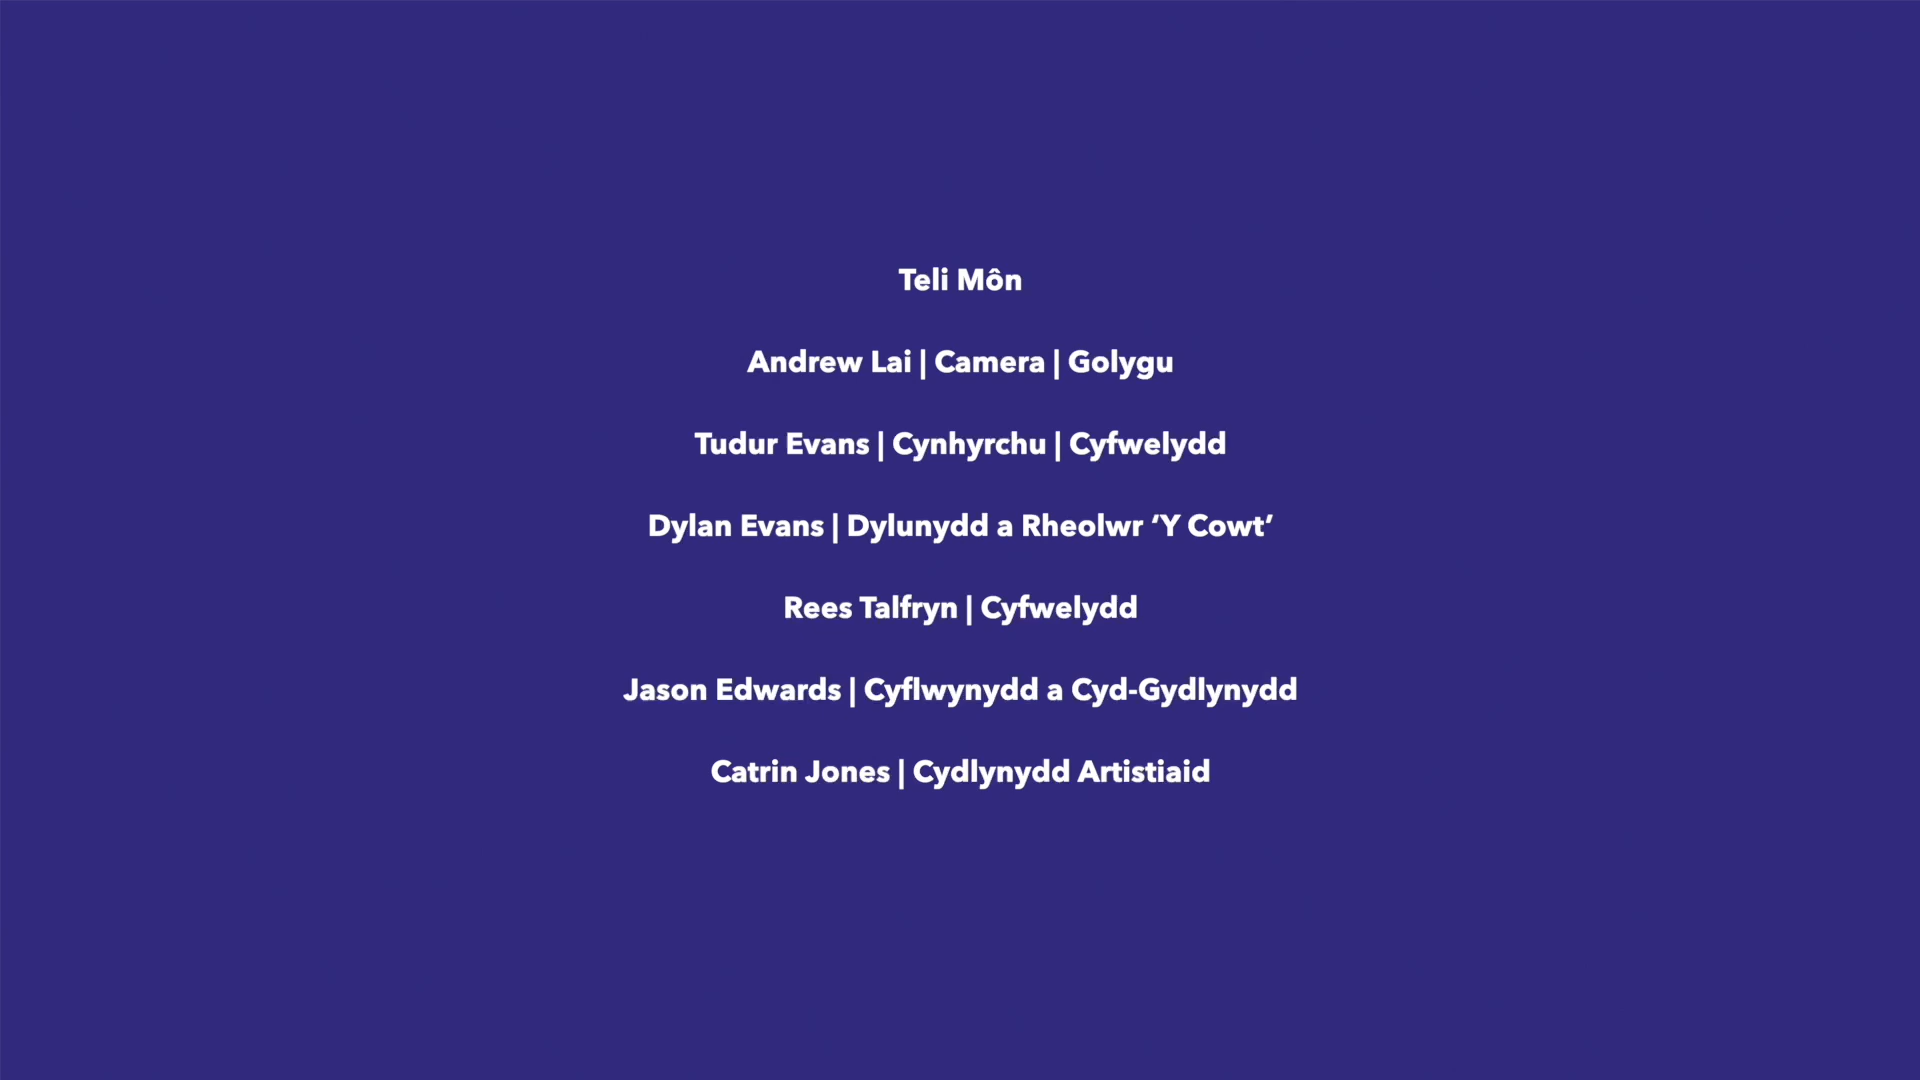 Teli Môn
Andrew Lai | Camera | Golygu
Tudur Evans | Cynhyrchu | Cyfwelydd
Dylan Evans | Dylunydd a Rheolwr ‘Y Cowt’
Rees Talfryn | Cyfwelydd
Jason Edwards | Cyflwynydd a Cyd-Gydlynydd
Catrin Jones | Cydlynydd Artistiaid